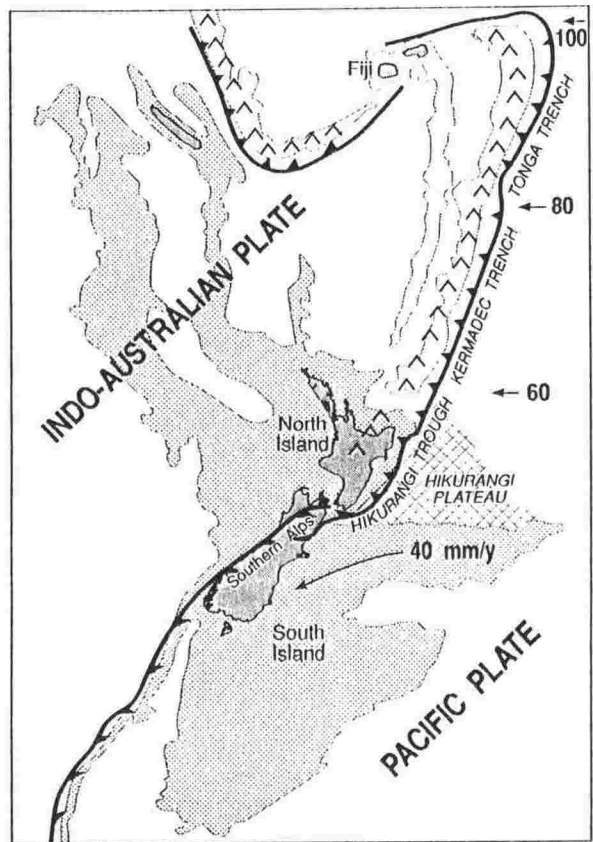 100
Fiji
TONGA TRENCH
80
INDO-AUSTRALIAN PLATE
KERMADEC TRENCH
60
North
Island
HIKURANGI TROUGH
HIKURANGI
PLATEAU
Southern Alps
40 mm/y
South
Island
PACIFIC PLATE